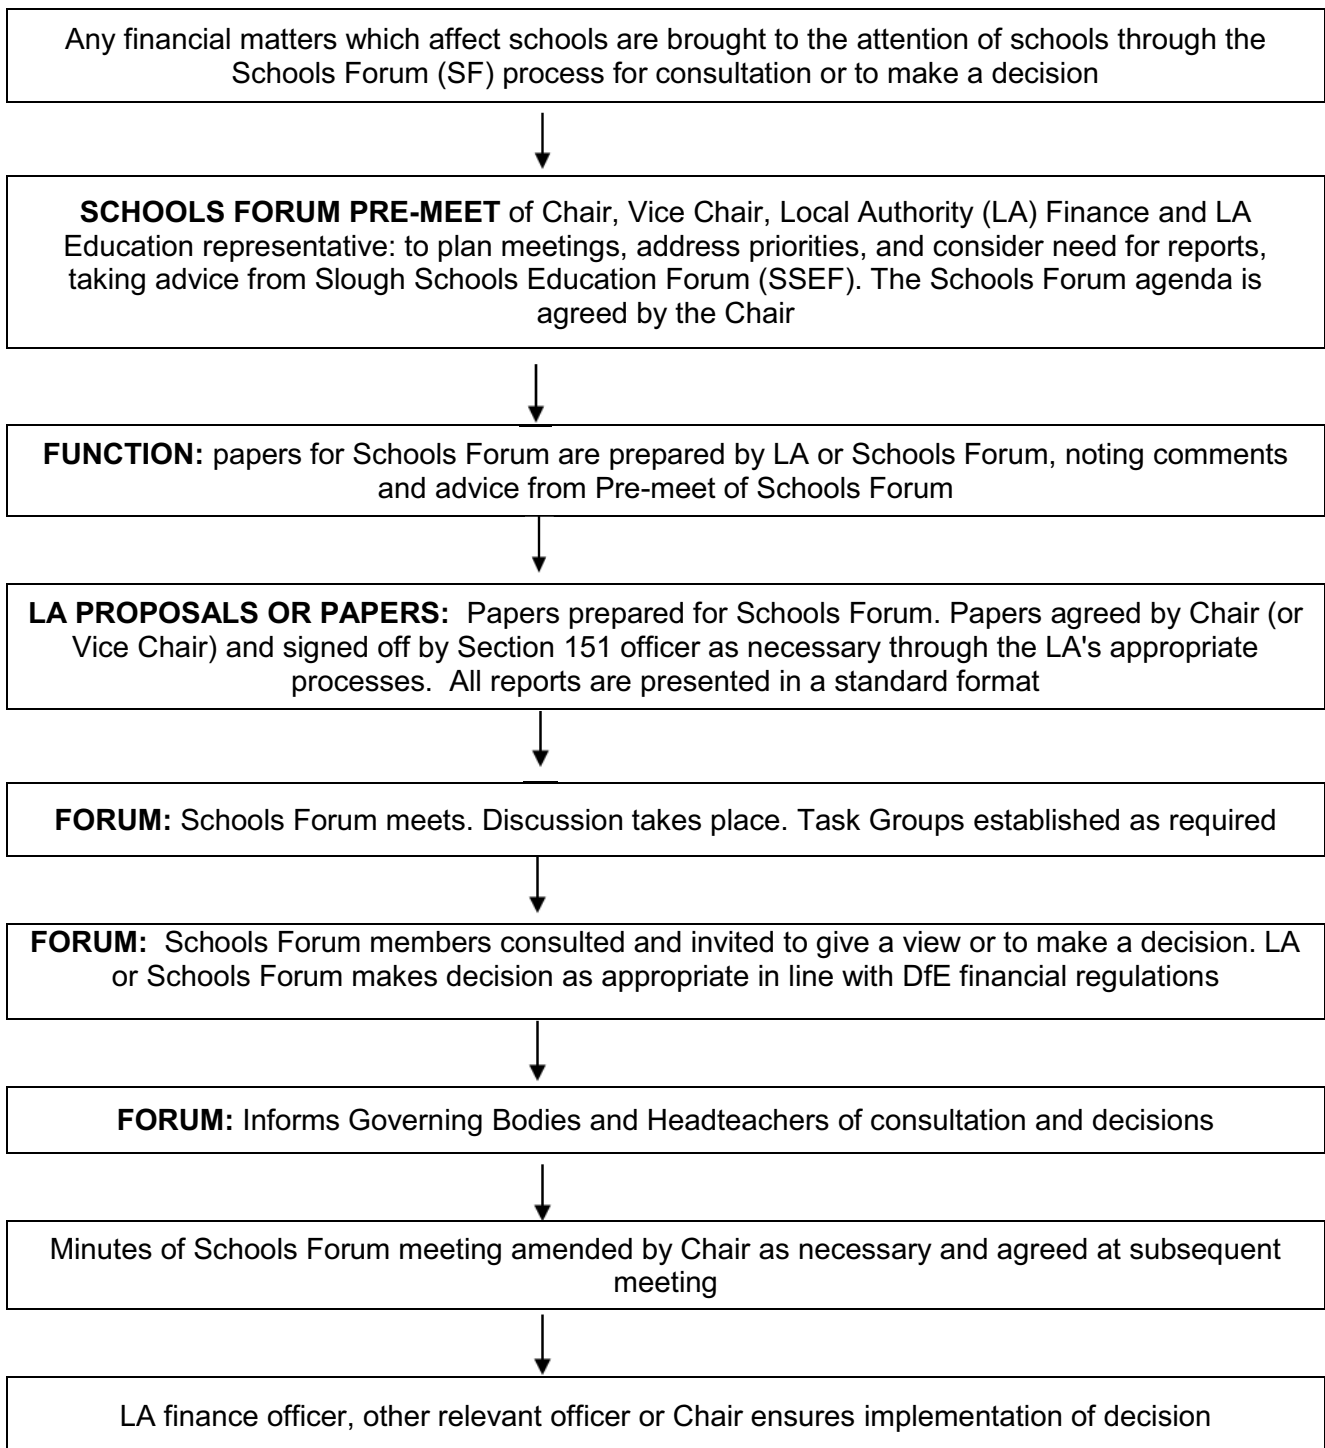 Any financial matters which affect schools are brought to the attention of schools through the
Schools Forum (SF) process for consultation or to make a decision
SCHOOLS FORUM PRE-MEET of Chair, Vice Chair, Local Authority (LA) Finance and LA
Education representative: to plan meetings, address priorities, and consider need for reports,
taking advice from Slough Schools Education Forum (SSEF). The Schools Forum agenda is
agreed by the Chair
FUNCTION: papers for Schools Forum are prepared by LA or Schools Forum, noting comments
and advice from Pre-meet of Schools Forum
LA PROPOSALS OR PAPERS:  Papers prepared for Schools Forum. Papers agreed by Chair (or
Vice Chair) and signed off by Section 151 officer as necessary through the LA's appropriate
processes.  All reports are presented in a standard format
FORUM: Schools Forum meets. Discussion takes place. Task Groups established as required
FORUM:  Schools Forum members consulted and invited to give a view or to make a decision. LA
or Schools Forum makes decision as appropriate in line with DfE financial regulations
FORUM: Informs Governing Bodies and Headteachers of consultation and decisions
Minutes of Schools Forum meeting amended by Chair as necessary and agreed at subsequent
meeting
LA finance officer, other relevant officer or Chair ensures implementation of decision